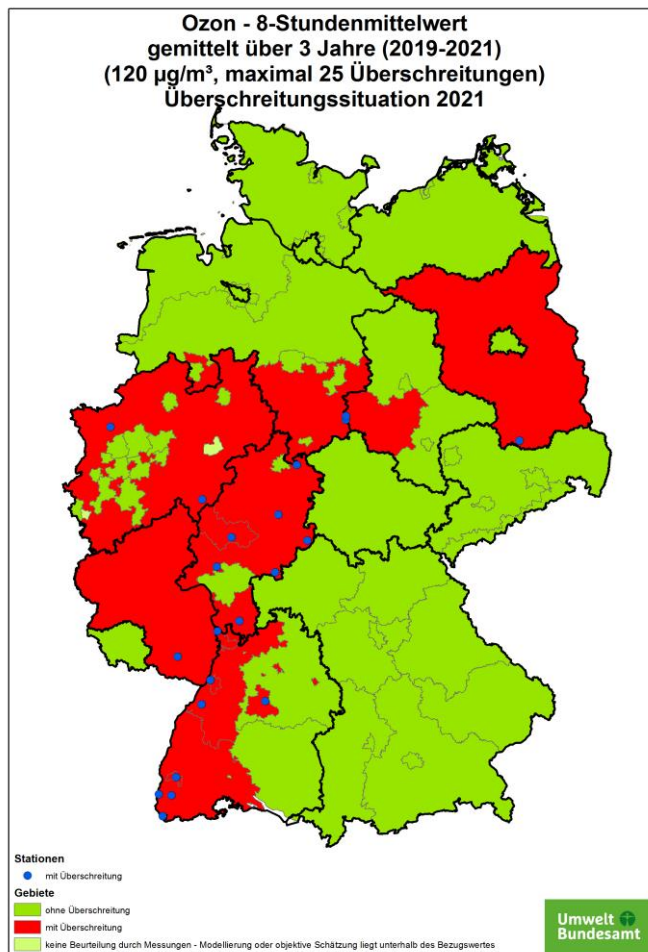 Ozon - 8-Stundenmittelwert
gemittelt über 3 Jahre (2019-2021)
(120 µg/m³, maximal 25 Überschreitungen)
Überschreitungssituation 2021
Stationen
mit Überschreitung
Gebiete
ohne Überschreitung
mit Überschreitung
keine Beurteilung durch Messungen - Modellierung oder objektive Schätzung liegt unterhalb des Bezugswertes
Umwelt
Bundesamt